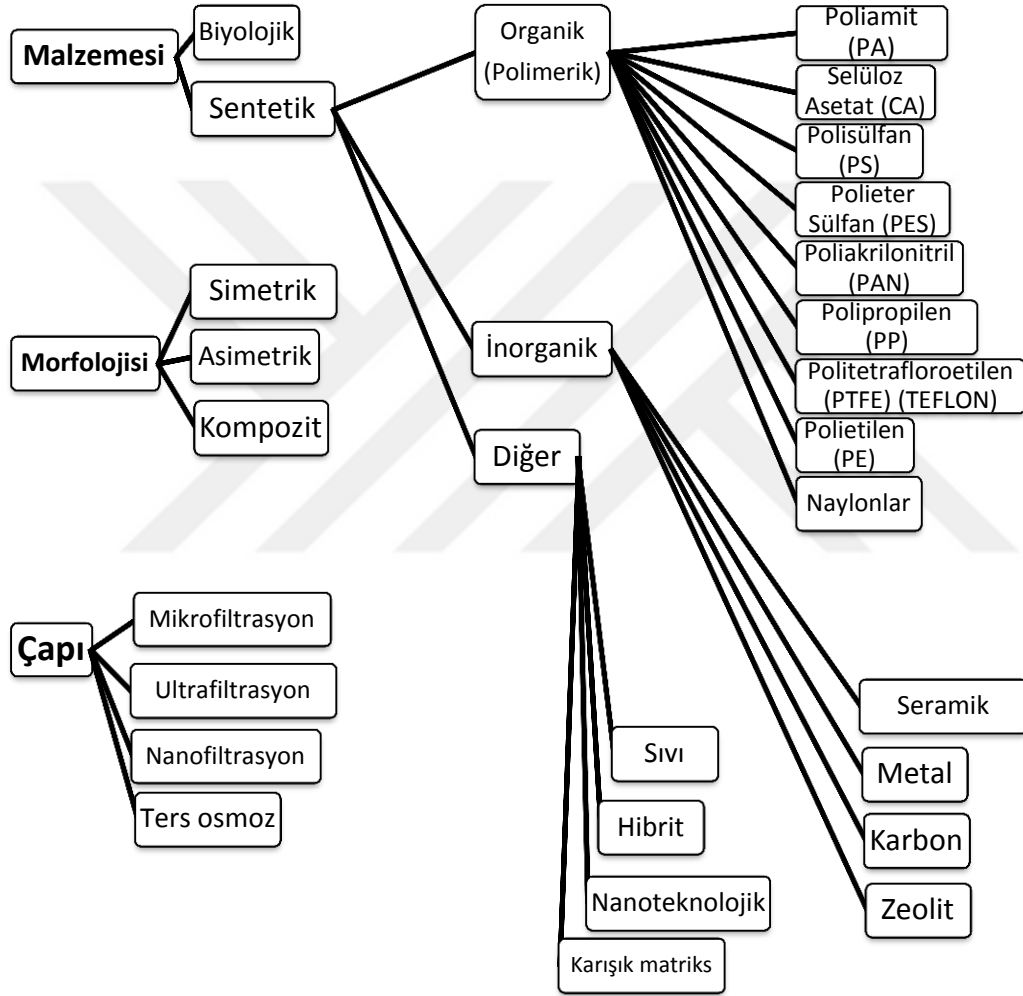 Malzemesi
Biyolojik
Sentetik
Organik
(Polimerik)
Poliamit
(PA)
Selüloz
Asetat (CA)
Polisülfan
(PS)
Polieter
Sülfan (PES)
Poliakrilonitril
(PAN)
Polipropilen
(PP)
Politetrafloroetilen
(PTFE) (TEFLON)
Polietilen
(PE)
Naylonlar
İnorganik
Seramik
Metal
Karbon
Zeolit
Diğer
Sıvı
Hibrit
Nanoteknolojik
Karışık matriks
Morfolojisi
Simetrik
Asimetrik
Kompozit
Çapı
Mikrofiltrasyon
Ultrafiltrasyon
Nanofiltrasyon
Ters osmoz